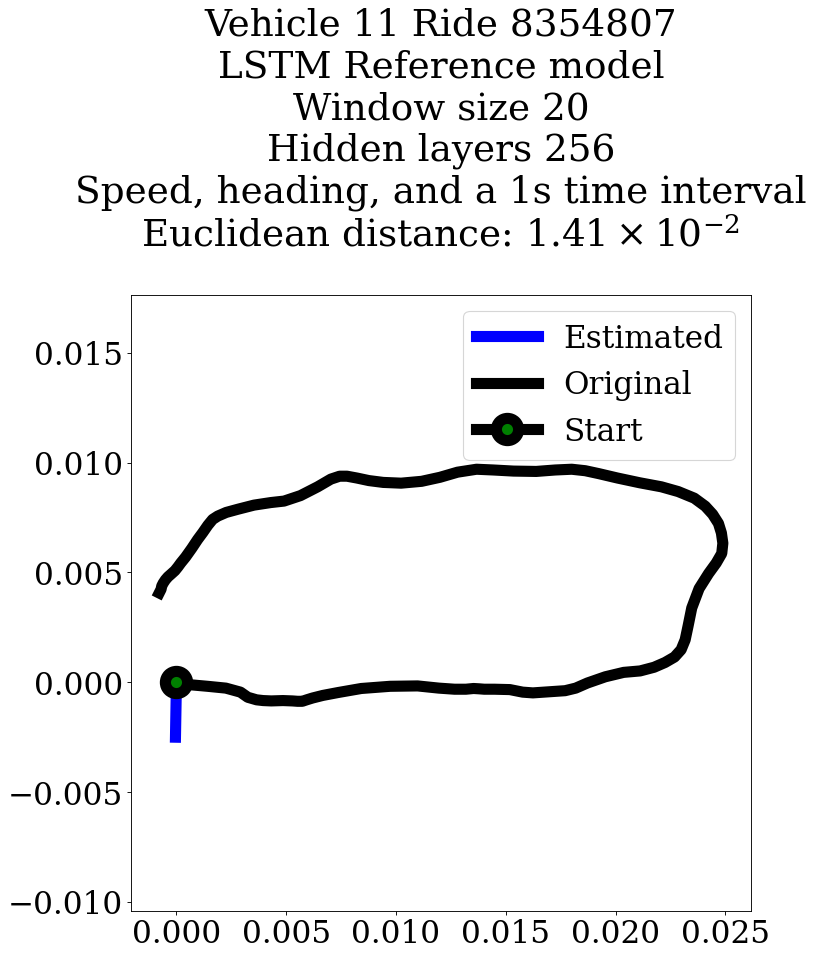 Vehicle 11 Ride 8354807
LSTM Reference model
Window size 20
Hidden layers 256
Speed, heading, and a 1s time interval
Euclidean distance: 1.41 × 10⁻²
Estimated
Original
Start
0.015
0.010
0.005
0.000
−0.005
−0.010
0.000 0.005 0.010 0.015 0.020 0.025